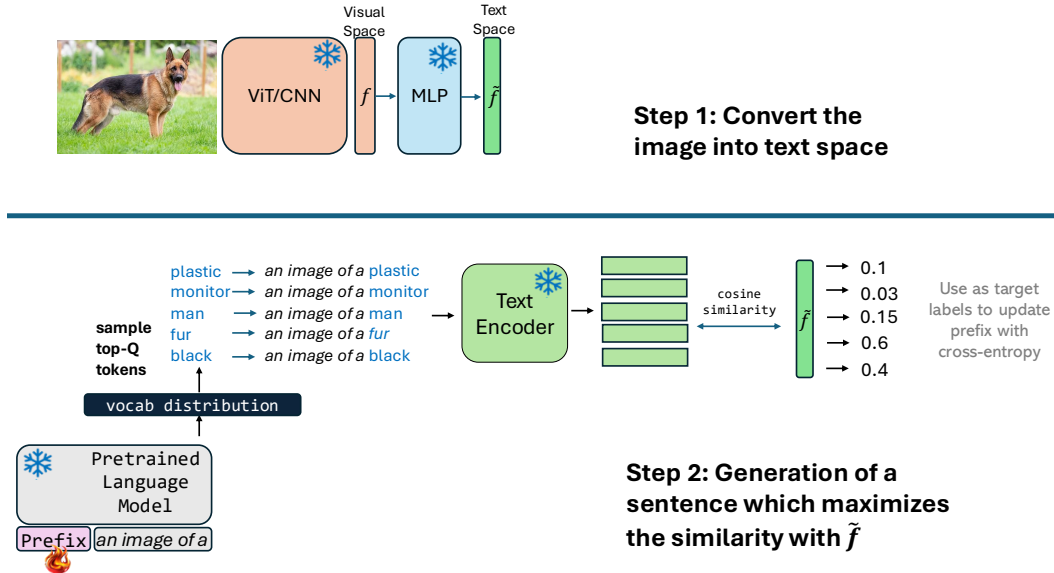 Visual
Space
Text
Space
ViT/CNN
f
MLP
f̃
Step 1: Convert the
image into text space
plastic → an image of a plastic
monitor → an image of a monitor
man → an image of a man
fur → an image of a fur
black → an image of a black
sample
top-Q
tokens
Text
Encoder
cosine
similarity
f̃
0.1
0.03
0.15
0.6
0.4
Use as target
labels to update
prefix with
cross-entropy
vocab distribution
Pretrained
Language
Model
Prefix an image of a
Step 2: Generation of a
sentence which maximizes
the similarity with f̃